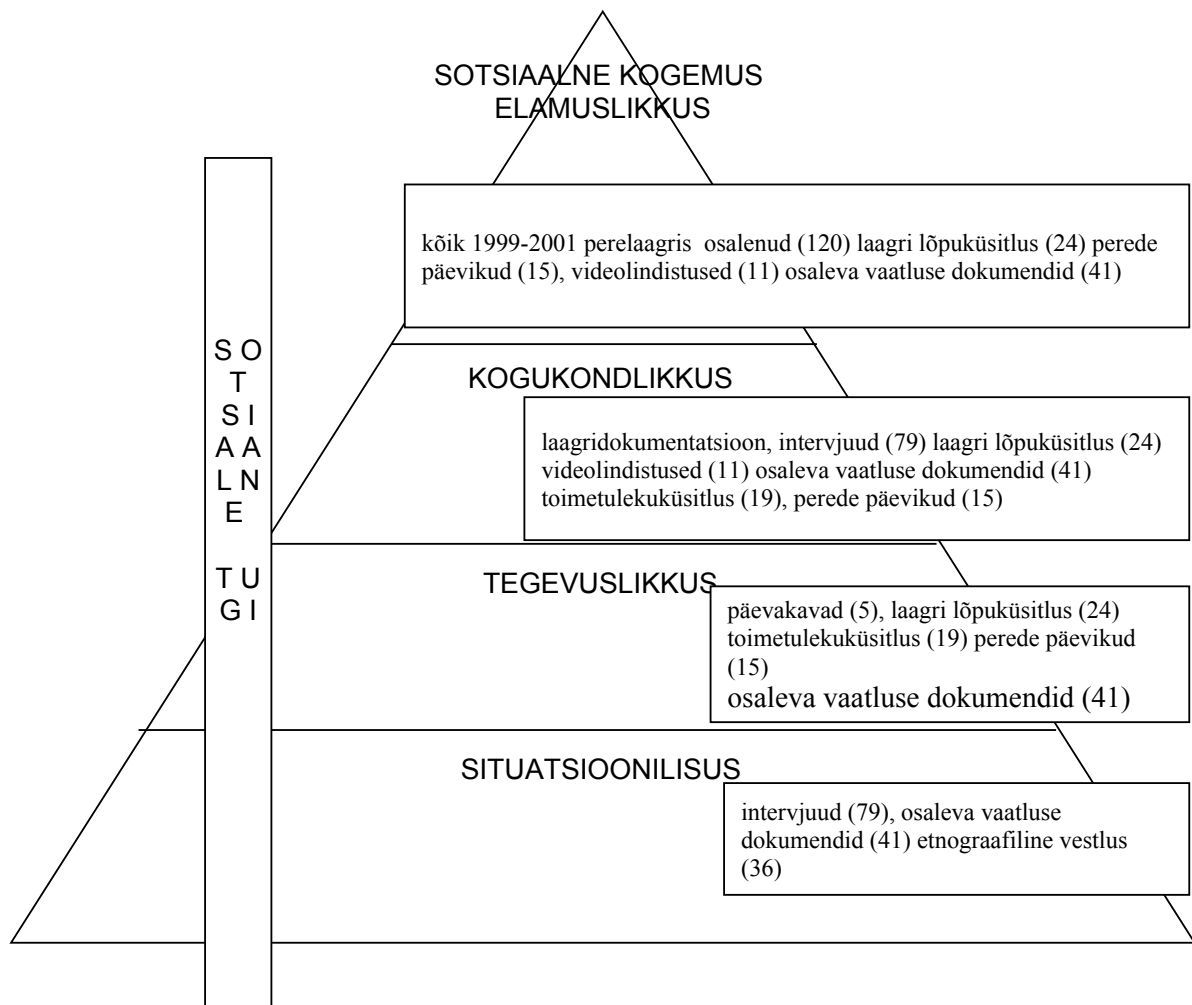 SOTSIAALNE KOGEMUS
ELAMUSLIKKUS
kõik 1999-2001 perelaagris osalenud (120) laagri lõpuküsitlus (24) perede
päevikud (15), videolindistused (11) osaleva vaatluse dokumendid (41)
S O
T
S I
A A
L N
E
T U
G I
KOGUKONDLIKKUS
laagridokumentatsioon, intervjuud (79) laagri lõpuküsitlus (24)
videolindistused (11) osaleva vaatluse dokumendid (41)
toimetulekuküsitlus (19), perede päevikud (15)
TEGEVUSLIKKUS
päevakavad (5), laagri lõpuküsitlus (24)
toimetulekuküsitlus (19) perede päevikud
(15)
osaleva vaatluse dokumendid (41)
SITUATSIOONILISUS
intervjuud (79), osaleva vaatluse
dokumendid (41) etnograafiline vestlus
(36)